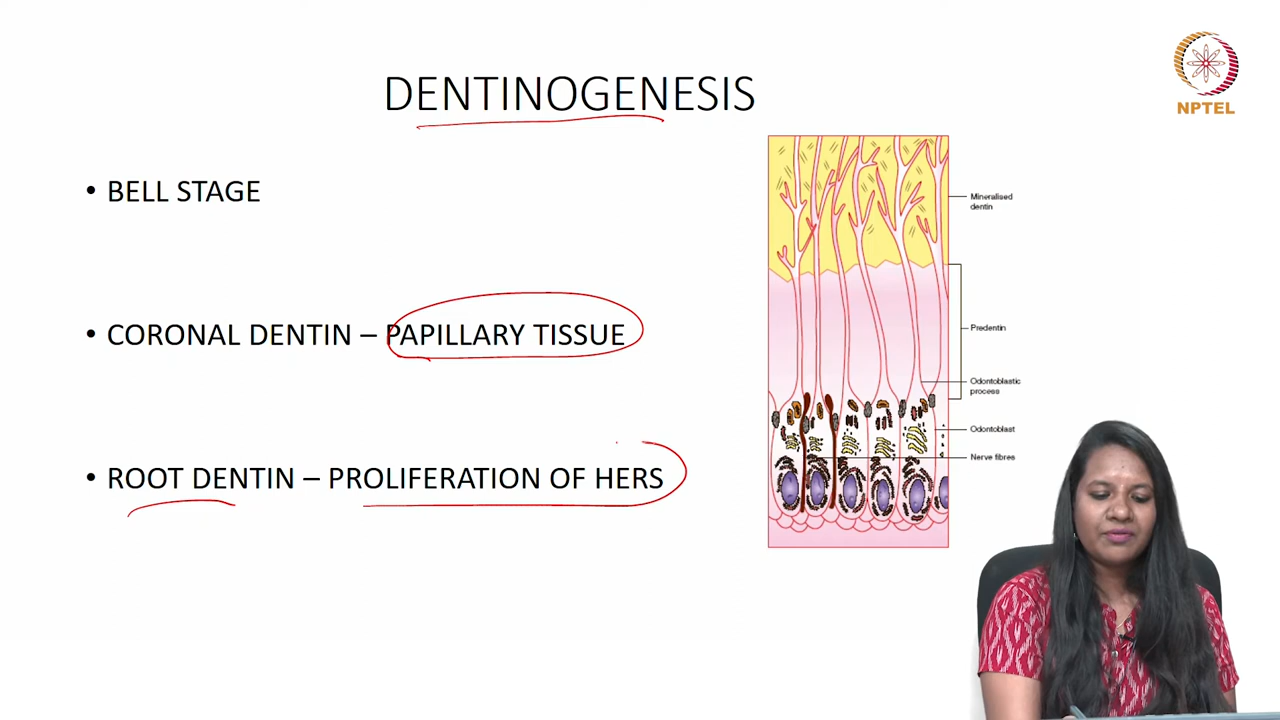 DENTINOGENESIS
NPTEL
• BELL STAGE
• CORONAL DENTIN – PAPILLARY TISSUE
• ROOT DENTIN – PROLIFERATION OF HERS
Mineralised
dentin
Predentin
Odontoblastic
process
Odontoblast
Nerve fibres